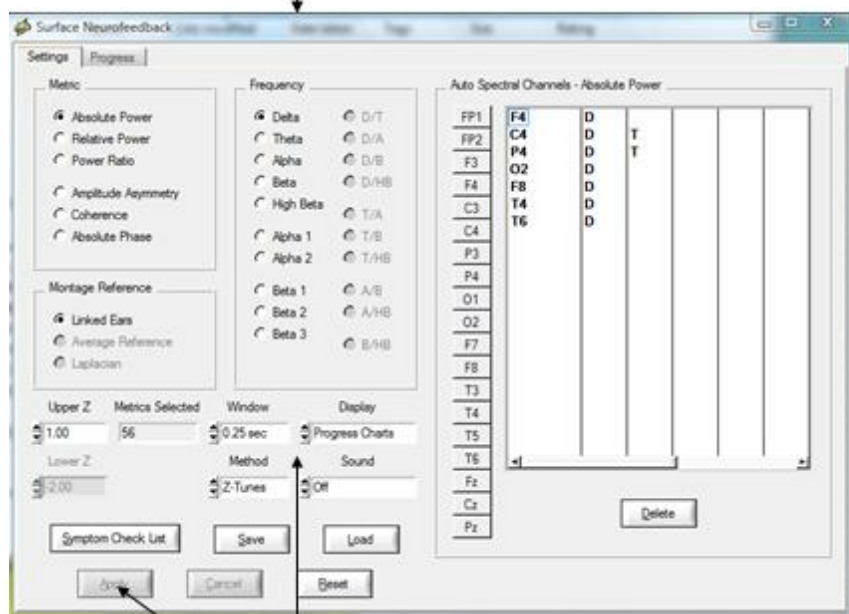 Surface Neurofeedback
Settings Progress
Metric
Absolute Power
Relative Power
Power Ratio
Amplitude Asymmetry
Coherence
Absolute Phase
Montage Reference
Linked Ears
Average Reference
Laplacian
Frequency
Delta D/T
Theta D/A
Alpha D/B
Beta D/HB
High Beta
T/A
Alpha 1 T/B
Alpha 2 T/HB
Beta 1 A/B
Beta 2 A/HB
Beta 3
B/HB
Upper Z Metrics Selected Window Display
1.00 56 0.25 sec Progress Charts
Lower Z Method Sound
-2.00 Z-Tunes Off
Symptom Check List Save Load
Apply Cancel Reset
Auto Spectral Channels - Absolute Power
FP1
FP2
F3
F4
C3
C4
P3
P4
O1
O2
F7
F8
T3
T4
T5
T6
Fz
Cz
Pz
F4 D
C4 D T
P4 D T
O2 D
F8 D
T4 D
T6 D
Delete